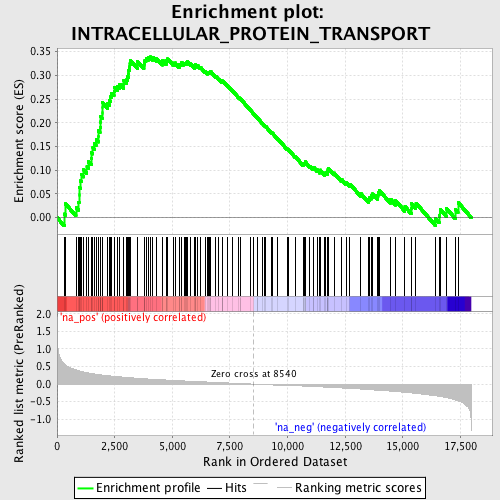 Enrichment plot:
INTRACELLULAR_PROTEIN_TRANSPORT
Enrichment score (ES)
0.35
0.30
0.25
0.20
0.15
0.10
0.05
0.00
'na_pos' (positively correlated)
Ranked list metric (PreRanked)
2.0
1.5
1.0
0.5
0.0
-0.5
-1.0
Zero cross at 8540
'na_neg' (negatively correlated)
0 2,500 5,000 7,500 10,000 12,500 15,000 17,500
Rank in Ordered Dataset
Enrichment profile Hits Ranking metric scores